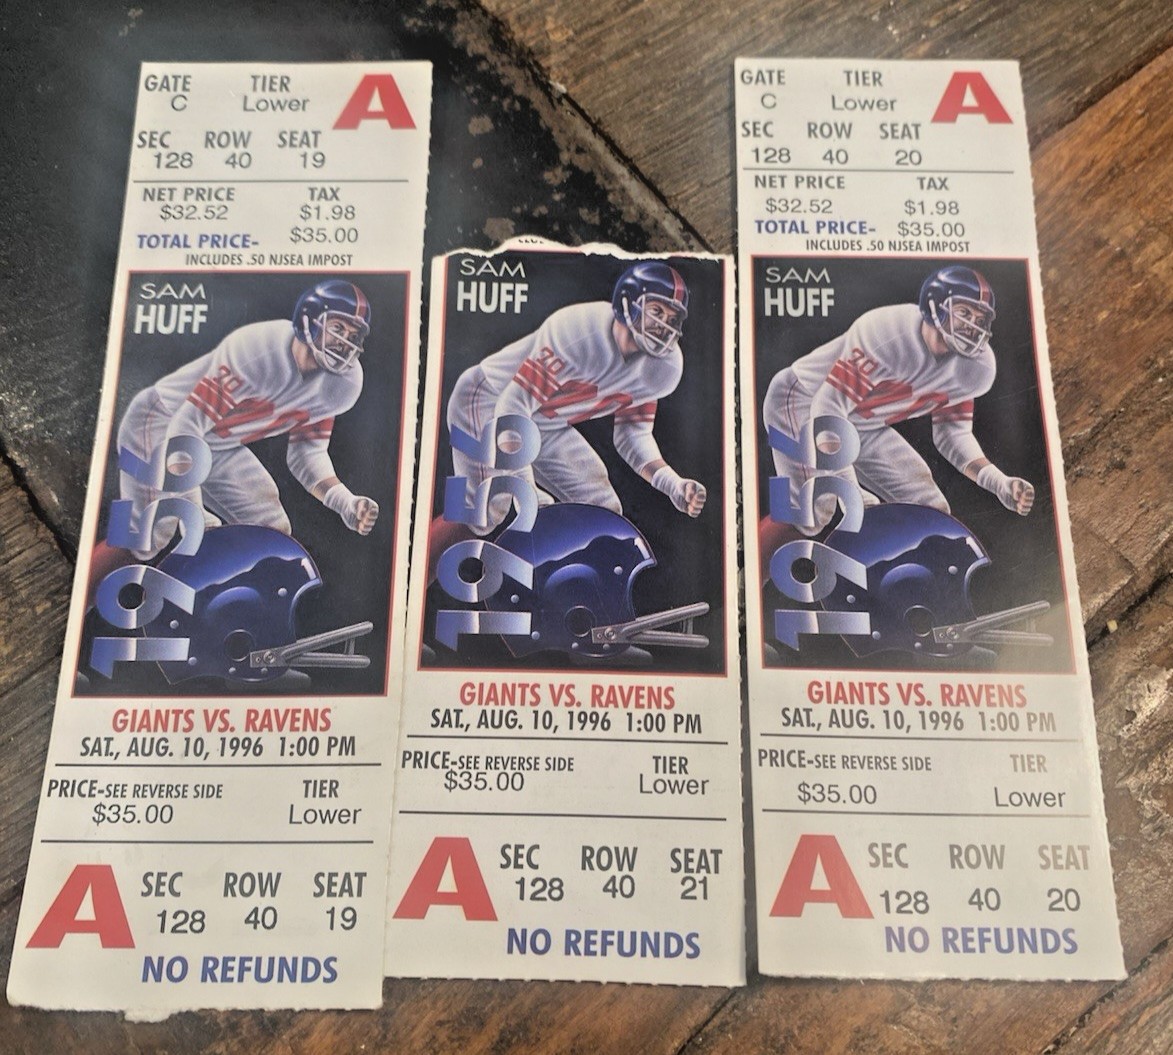 GATE TIER A
C Lower
SEC ROW SEAT
128 40 19
NET PRICE TAX
$32.52 $1.98
TOTAL PRICE- $35.00
INCLUDES .50 NJSEA IMPOST
SAM
HUFF
70
1956
GIANTS VS. RAVENS
SAT., AUG. 10, 1996 1:00 PM
PRICE-SEE REVERSE SIDE TIER
$35.00 Lower
A SEC ROW SEAT
128 40 19
NO REFUNDS
SAM
HUFF
70
1956
GIANTS VS. RAVENS
SAT., AUG. 10, 1996 1:00 PM
PRICE-SEE REVERSE SIDE TIER
$35.00 Lower
A SEC ROW SEAT
128 40 21
NO REFUNDS
GATE TIER A
C Lower
SEC ROW SEAT
128 40 20
NET PRICE TAX
$32.52 $1.98
TOTAL PRICE- $35.00
INCLUDES .50 NJSEA IMPOST
SAM
HUFF
70
1956
GIANTS VS. RAVENS
SAT., AUG. 10, 1996 1:00 PM
PRICE-SEE REVERSE SIDE TIER
$35.00 Lower
A SEC ROW SEAT
128 40 20
NO REFUNDS